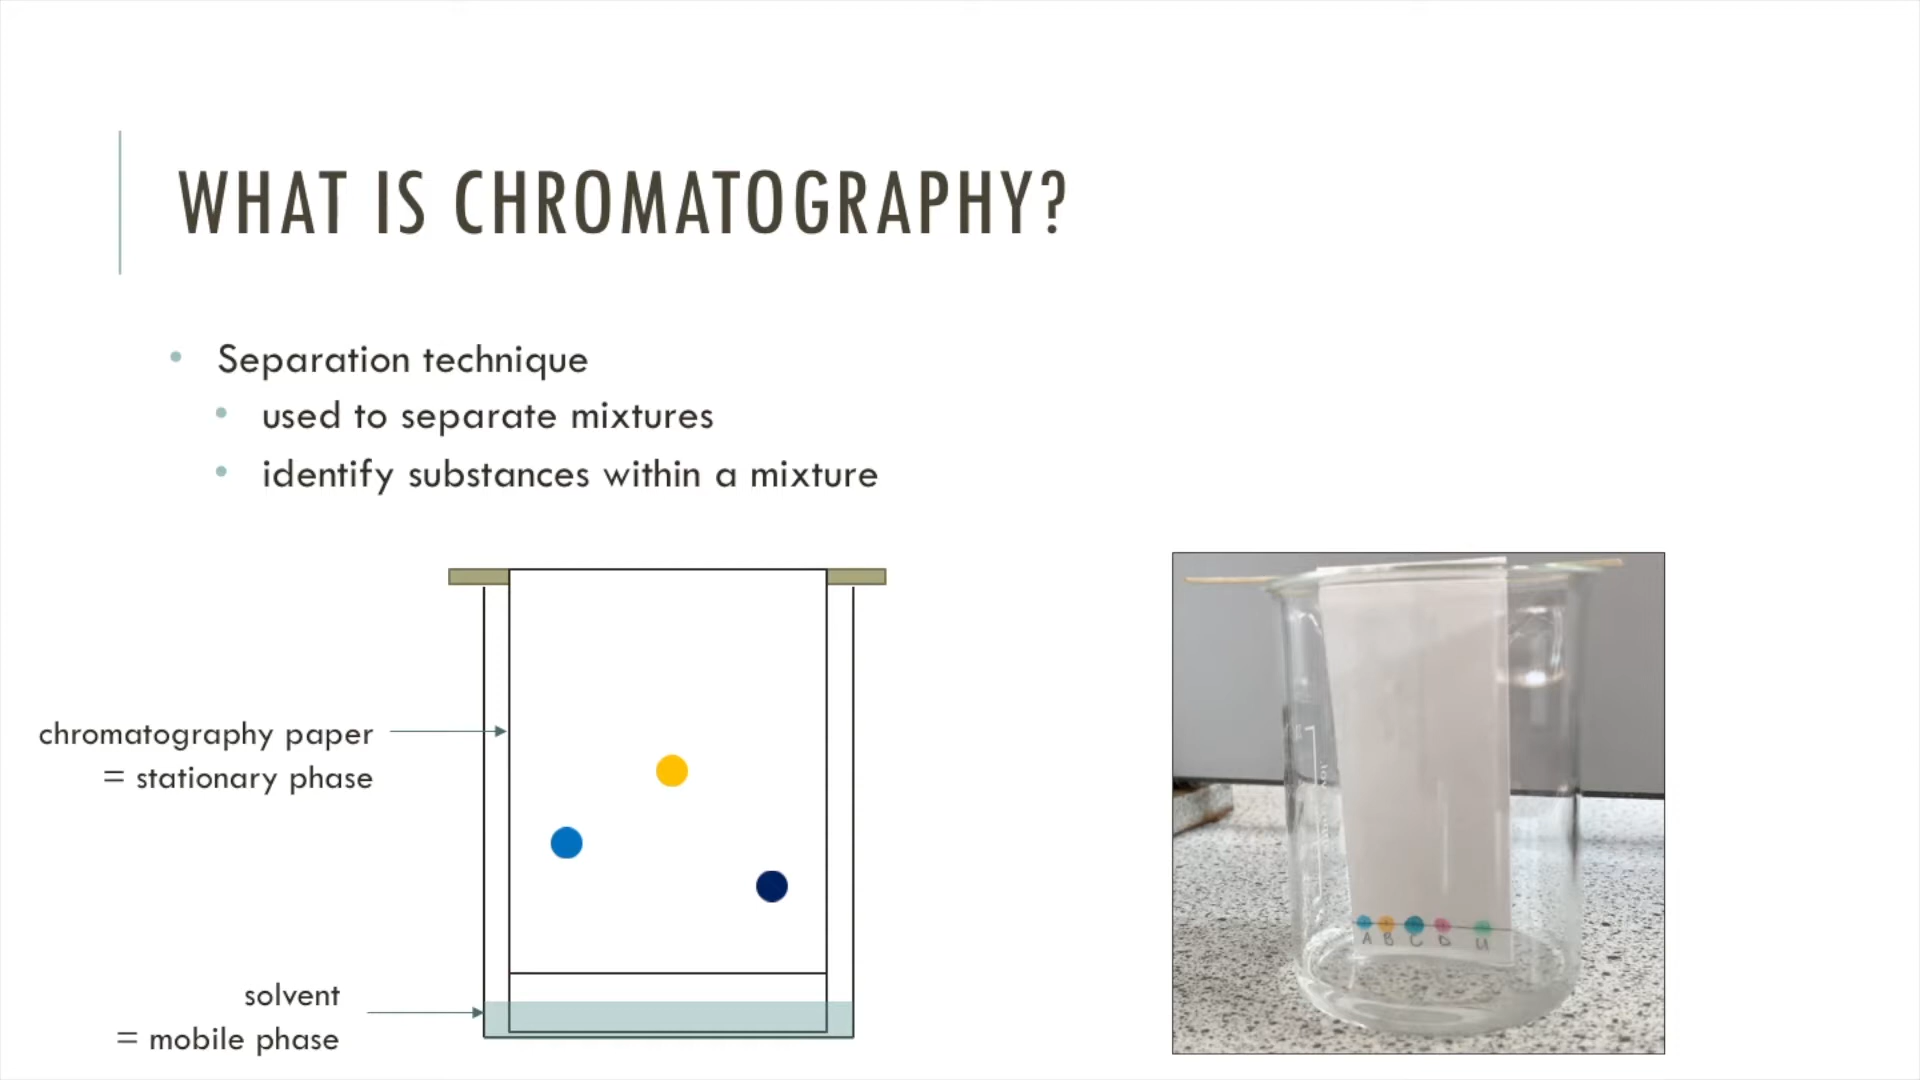 WHAT IS CHROMATOGRAPHY?
• Separation technique
• used to separate mixtures
• identify substances within a mixture
chromatography paper
= stationary phase
solvent
= mobile phase
A B C D U